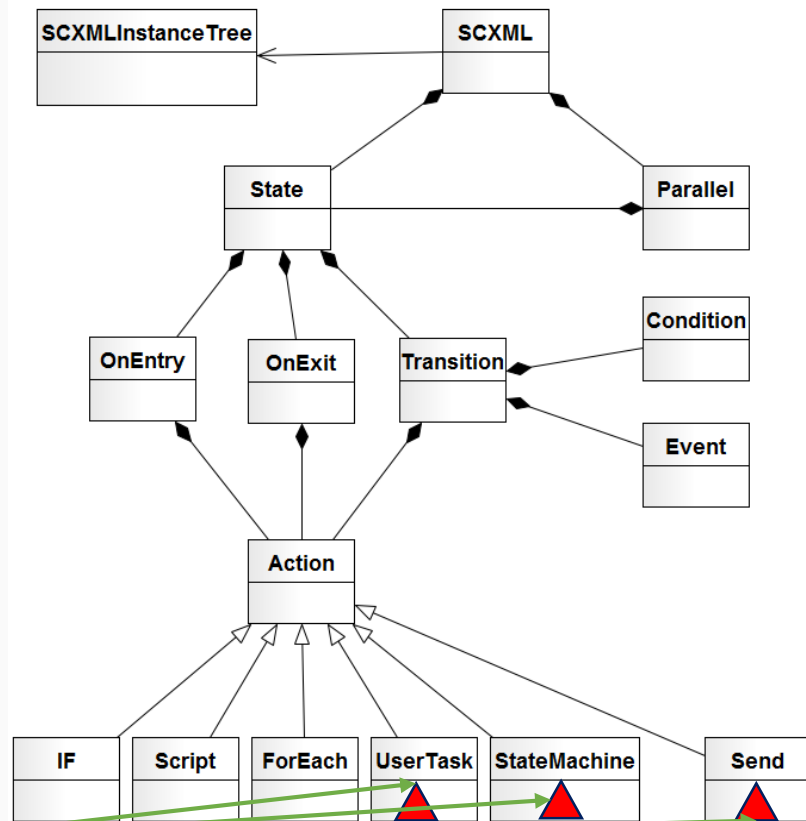 SCXMLInstanceTree
SCXML
State
Parallel
Condition
OnEntry
OnExit
Transition
Event
Action
IF
Script
ForEach
UserTask
StateMachine
Send